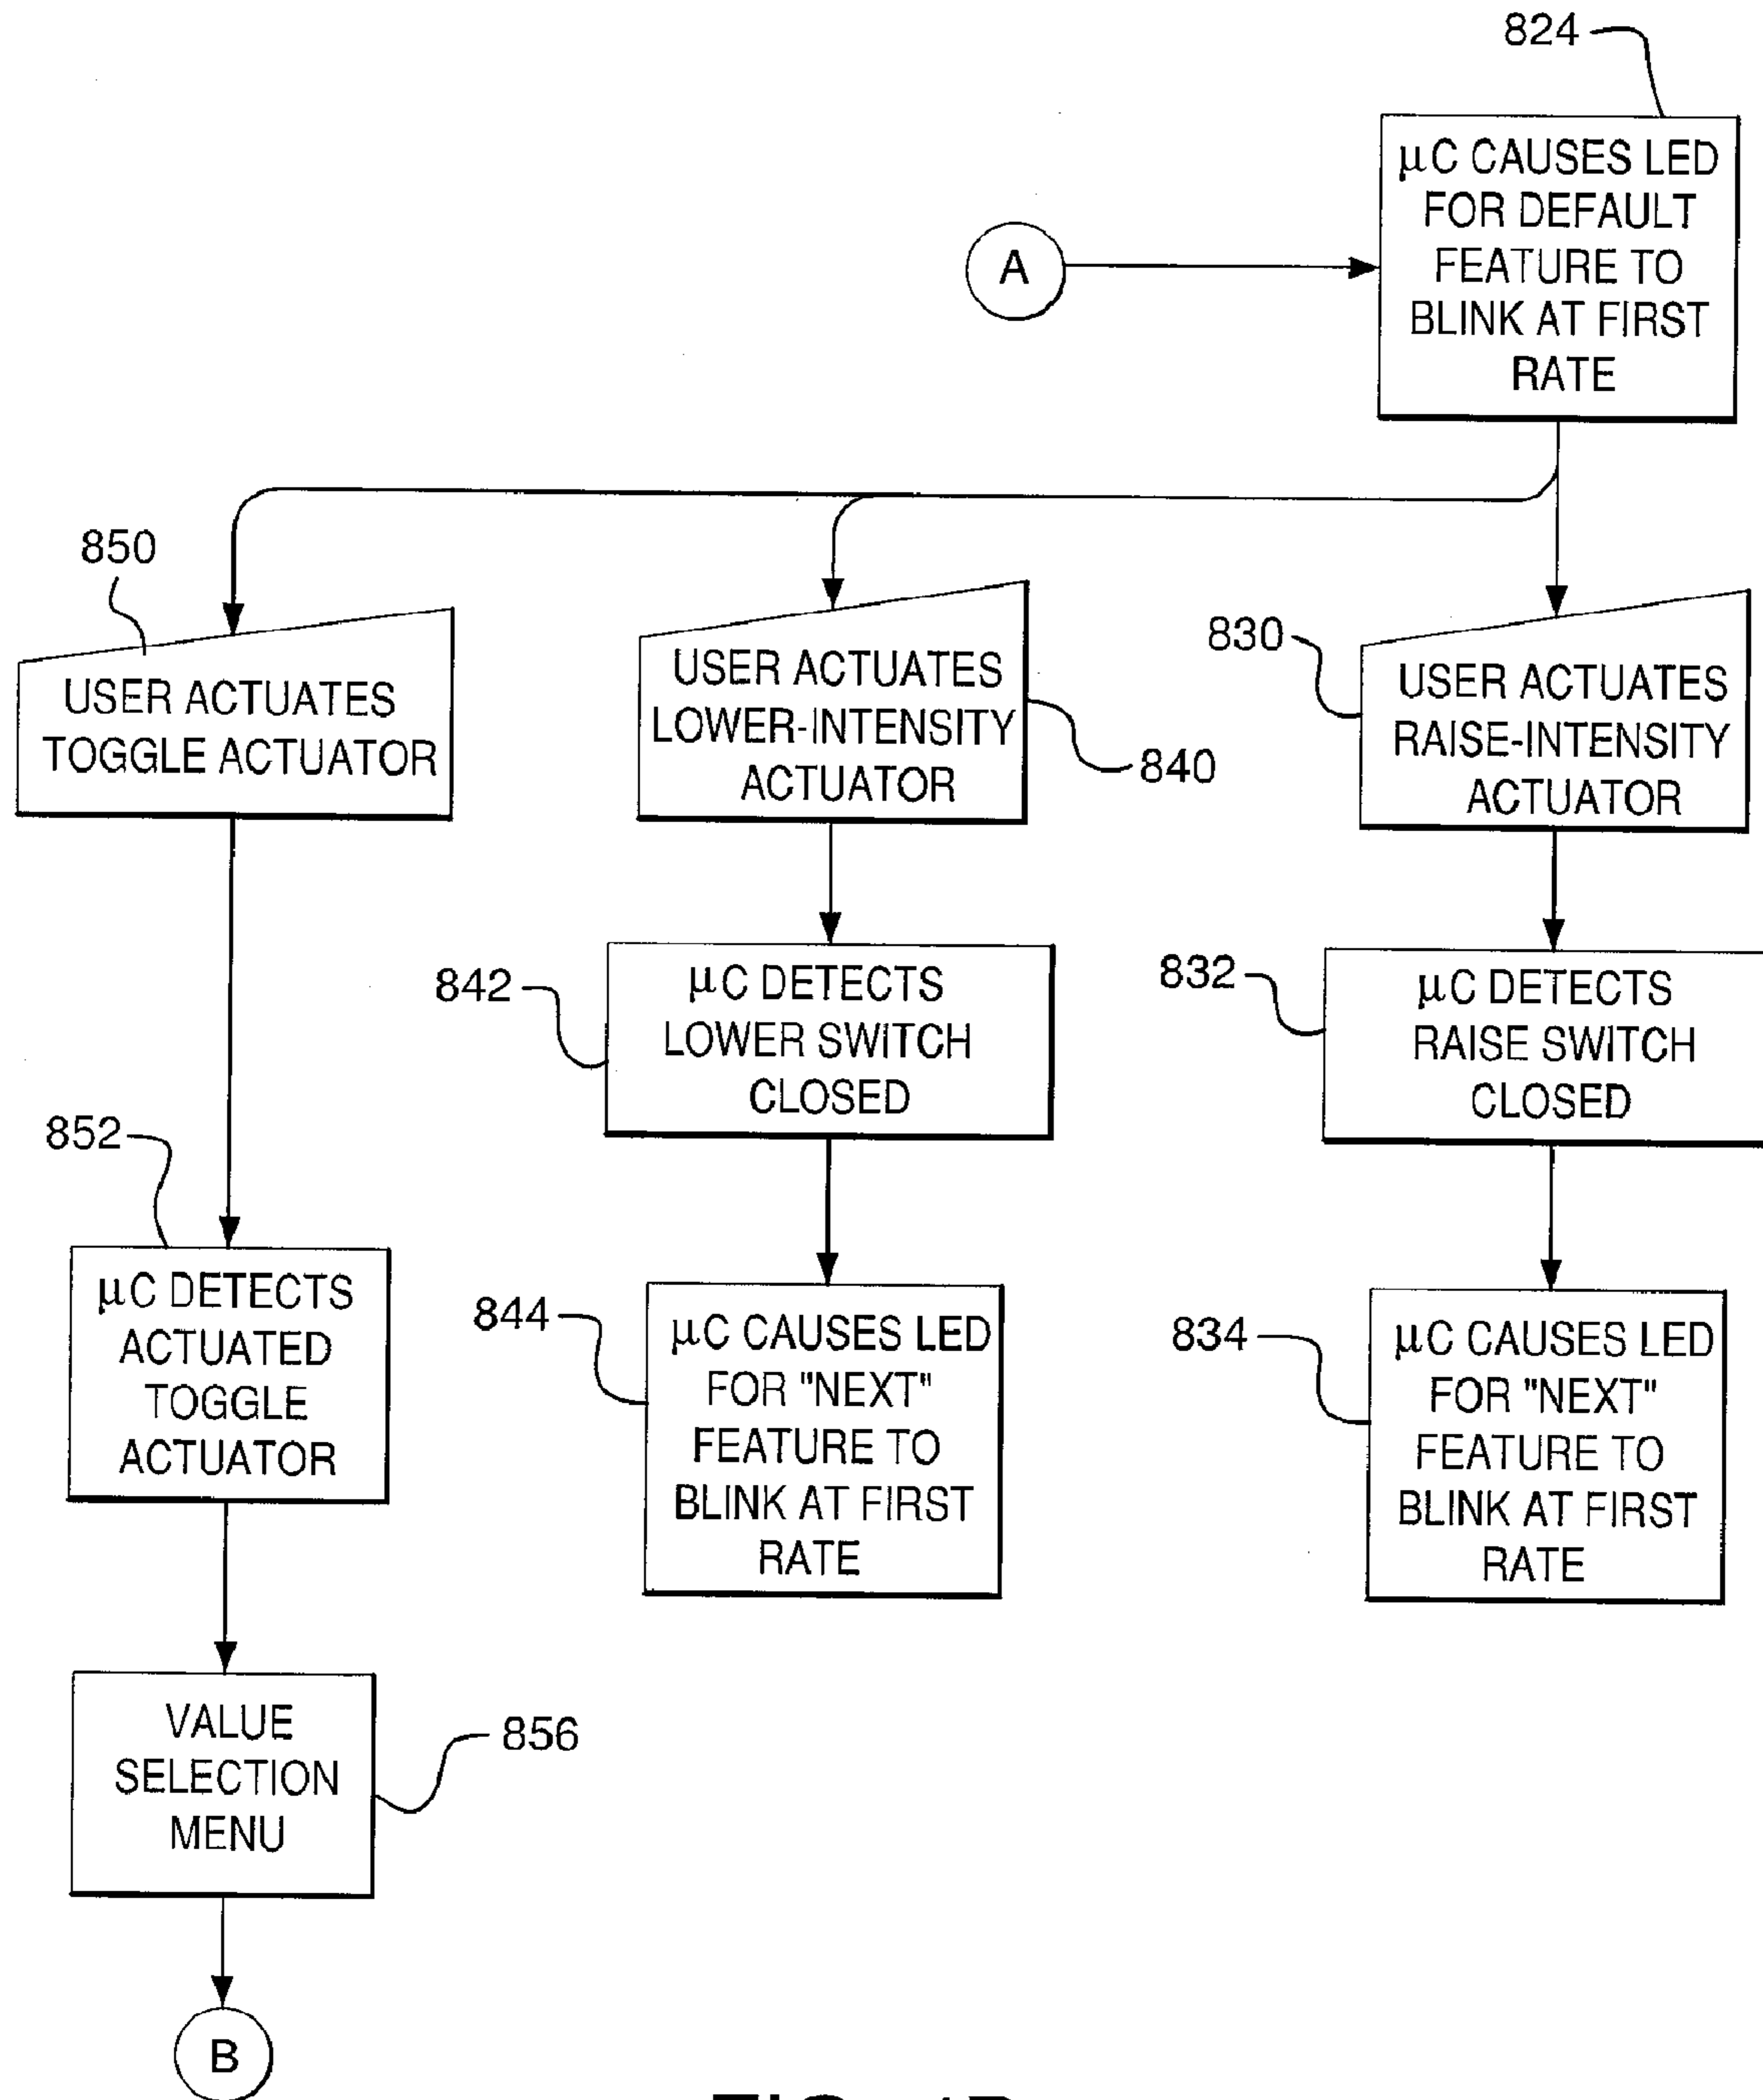 824
μC CAUSES LED
FOR DEFAULT
FEATURE TO
BLINK AT FIRST
RATE
A
850
USER ACTUATES
TOGGLE ACTUATOR
USER ACTUATES
LOWER-INTENSITY
ACTUATOR
840
830
USER ACTUATES
RAISE-INTENSITY
ACTUATOR
842
μC DETECTS
LOWER SWITCH
CLOSED
832
μC DETECTS
RAISE SWITCH
CLOSED
852
μC DETECTS
ACTUATED
TOGGLE
ACTUATOR
844
μC CAUSES LED
FOR "NEXT"
FEATURE TO
BLINK AT FIRST
RATE
834
μC CAUSES LED
FOR "NEXT"
FEATURE TO
BLINK AT FIRST
RATE
VALUE
SELECTION
MENU
856
B